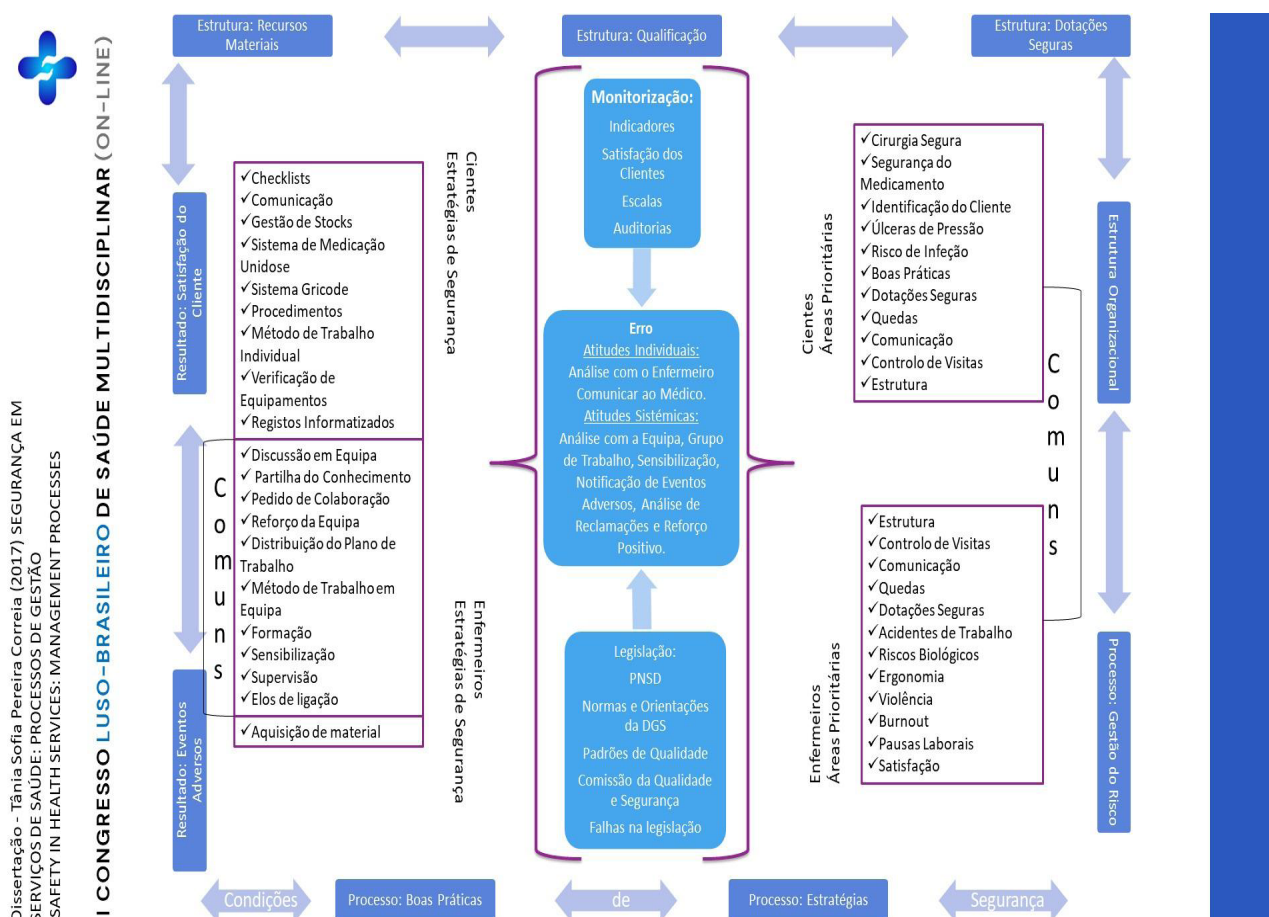 Dissertação - Tânia Sofia Pereira Correia (2017) SEGURANÇA EM
SERVIÇOS DE SAÚDE: PROCESSOS DE GESTÃO
SAFETY IN HEALTH SERVICES: MANAGEMENT PROCESSES
I CONGRESSO LUSO-BRASILEIRO DE SAÚDE MULTIDISCIPLINAR (ON-LINE)
Estrutura: Recursos
Materiais
Estrutura: Qualificação
Estrutura: Dotações
Seguras
Resultado: Satisfação do
Cliente
Resultado: Eventos
Adversos
✓Checklists
✓Comunicação
✓Gestão de Stocks
✓Sistema de Medicação
Unidose
✓Sistema Gricode
✓Procedimentos
✓Método de Trabalho
Individual
✓Verificação de
Equipamentos
✓Registos Informatizados
Comuns
✓Discussão em Equipa
✓Partilha do Conhecimento
✓Pedido de Colaboração
✓Reforço da Equipa
✓Distribuição do Plano de
Trabalho
✓Método de Trabalho em
Equipa
✓Formação
✓Sensibilização
✓Supervisão
✓Elos de ligação
✓Aquisição de material
Cientes
Estratégias de Segurança
Enfermeiros
Estratégias de Segurança
Monitorização:
Indicadores
Satisfação dos
Clientes
Escalas
Auditorias
Erro
Atitudes Individuais:
Análise com o Enfermeiro
Comunicar ao Médico.
Atitudes Sistémicas:
Análise com a Equipa, Grupo
de Trabalho, Sensibilização,
Notificação de Eventos
Adversos, Análise de
Reclamações e Reforço
Positivo.
Legislação:
PNSD
Normas e Orientações
da DGS
Padrões de Qualidade
Comissão da Qualidade
e Segurança
Falhas na legislação
Cientes
Áreas Prioritárias
✓Cirurgia Segura
✓Segurança do
Medicamento
✓Identificação do Cliente
✓Úlceras de Pressão
✓Risco de Infeção
✓Boas Práticas
✓Dotações Seguras
✓Quedas
✓Comunicação
✓Controlo de Visitas
✓Estrutura
Comuns
Enfermeiros
Áreas Prioritárias
✓Estrutura
✓Controlo de Visitas
✓Comunicação
✓Quedas
✓Dotações Seguras
✓Acidentes de Trabalho
✓Riscos Biológicos
✓Ergonomia
✓Violência
✓Burnout
✓Pausas Laborais
✓Satisfação
Estrutura Organizacional
Processo: Gestão do Risco
Condições
Processo: Boas Práticas
de
Processo: Estratégias
Segurança